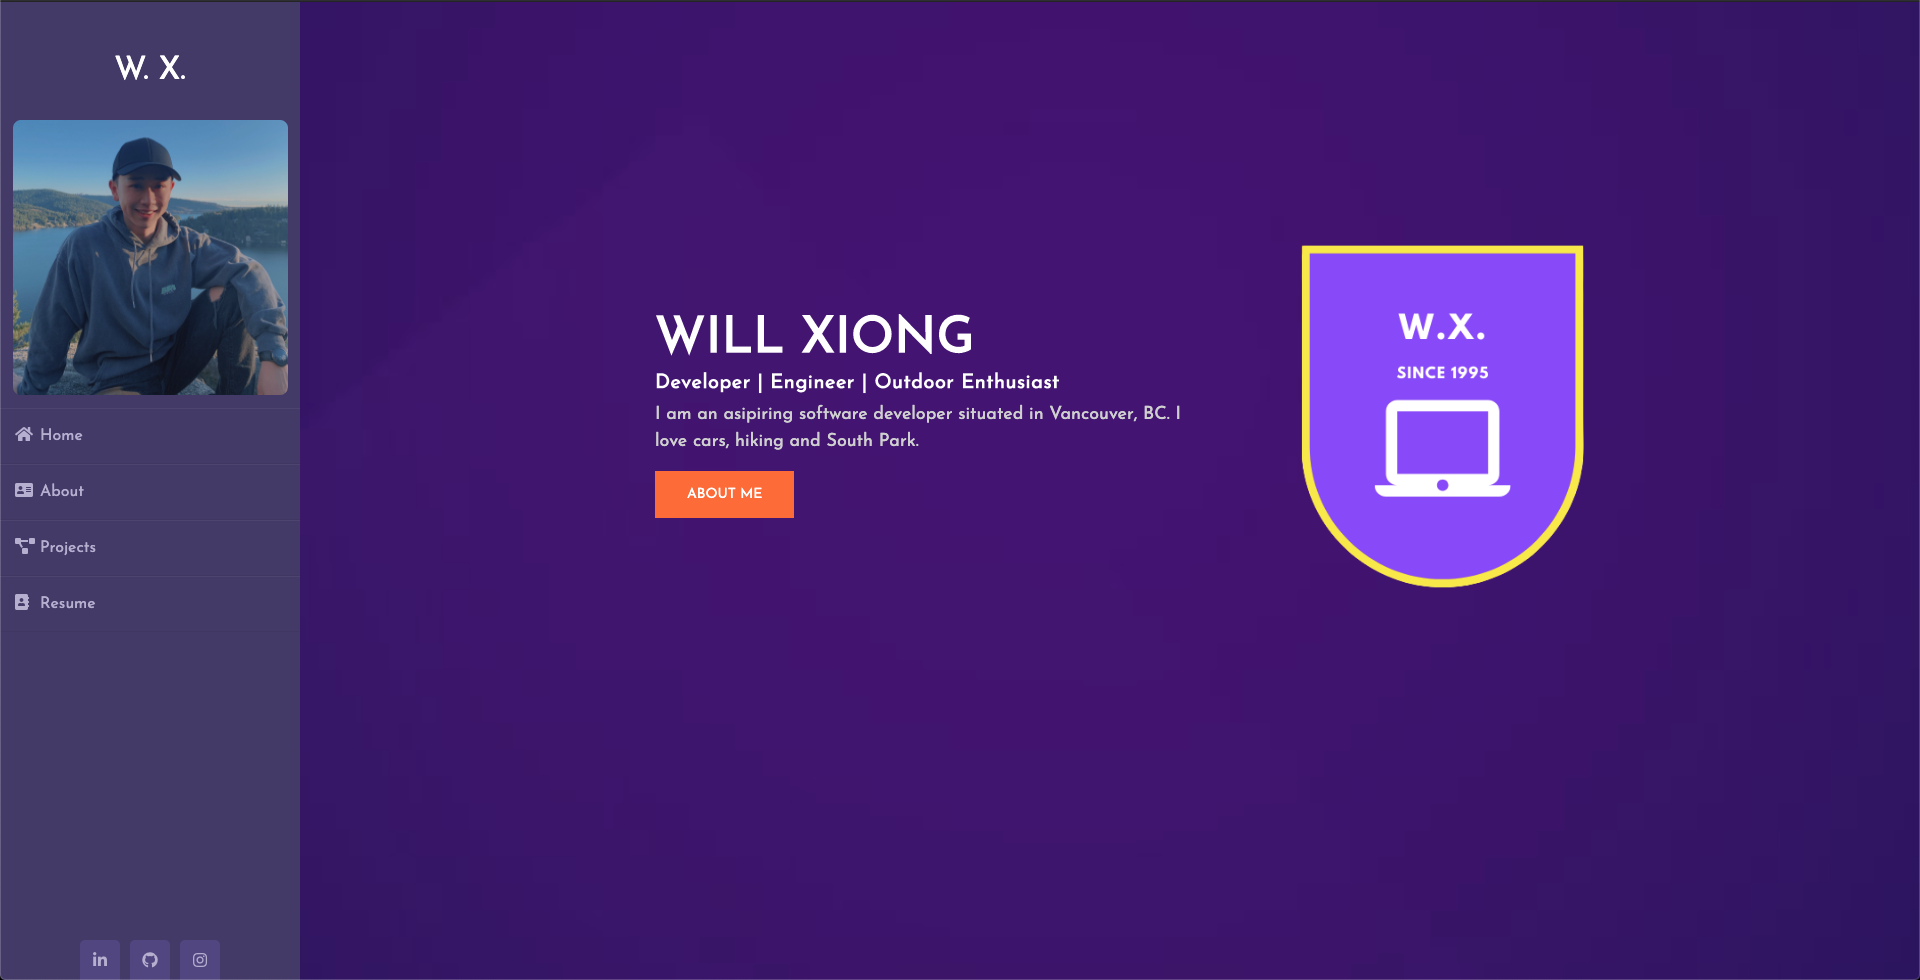 W. X.
Home
About
Projects
Resume
in
WILL XIONG
Developer | Engineer | Outdoor Enthusiast
I am an asipiring software developer situated in Vancouver, BC. I
love cars, hiking and South Park.
ABOUT ME
W.X.
SINCE 1995